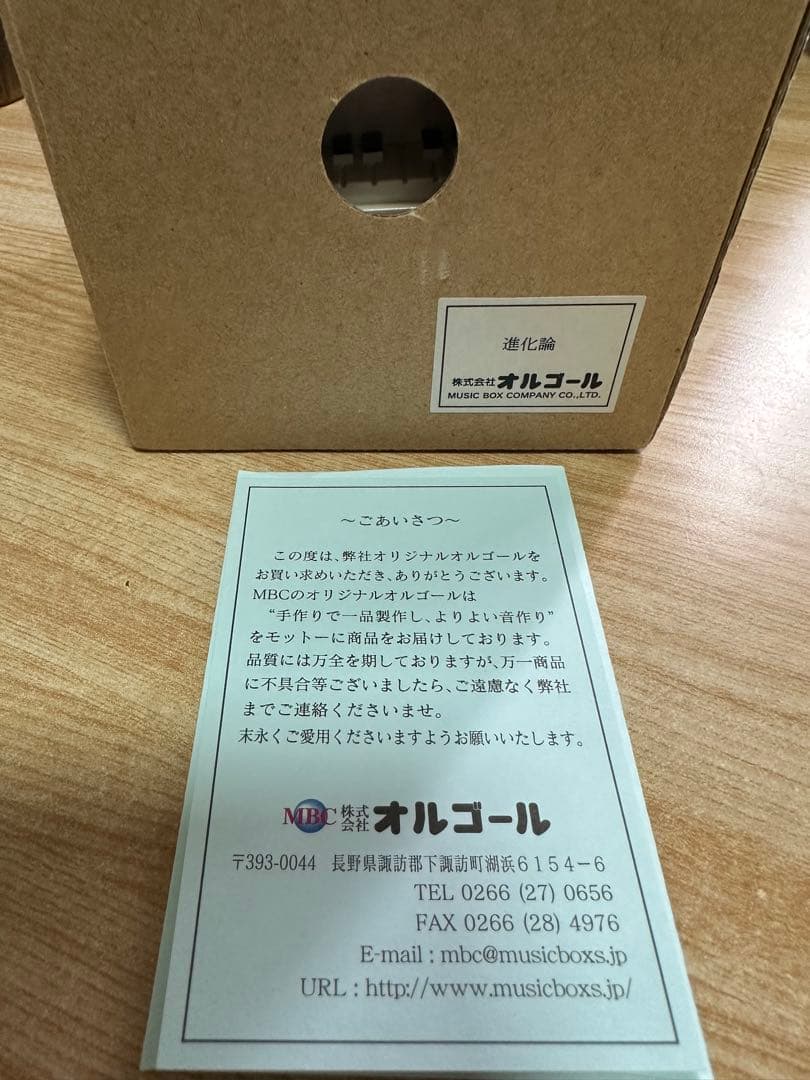 進化論
株式会社オルゴール
MUSIC BOX COMPANY CO.,LTD.
～ごあいさつ～
この度は、弊社オリジナルオルゴールを
お買い求めいただき、ありがとうございます。
MBCのオリジナルオルゴールは
“手作りで一品製作し、よりよい音作り”
をモットーに商品をお届けしております。
品質には万全を期しておりますが、万一商品
に不具合等ございましたら、ご遠慮なく弊社
までご連絡くださいませ。
末永くご愛用くださいますようお願いいたします。
MBC 株式会社オルゴール
〒393-0044 長野県諏訪郡下諏訪町湖浜6154-6
TEL 0266 (27) 0656
FAX 0266 (28) 4976
E-mail : mbc@musicboxs.jp
URL : http://www.musicboxs.jp/